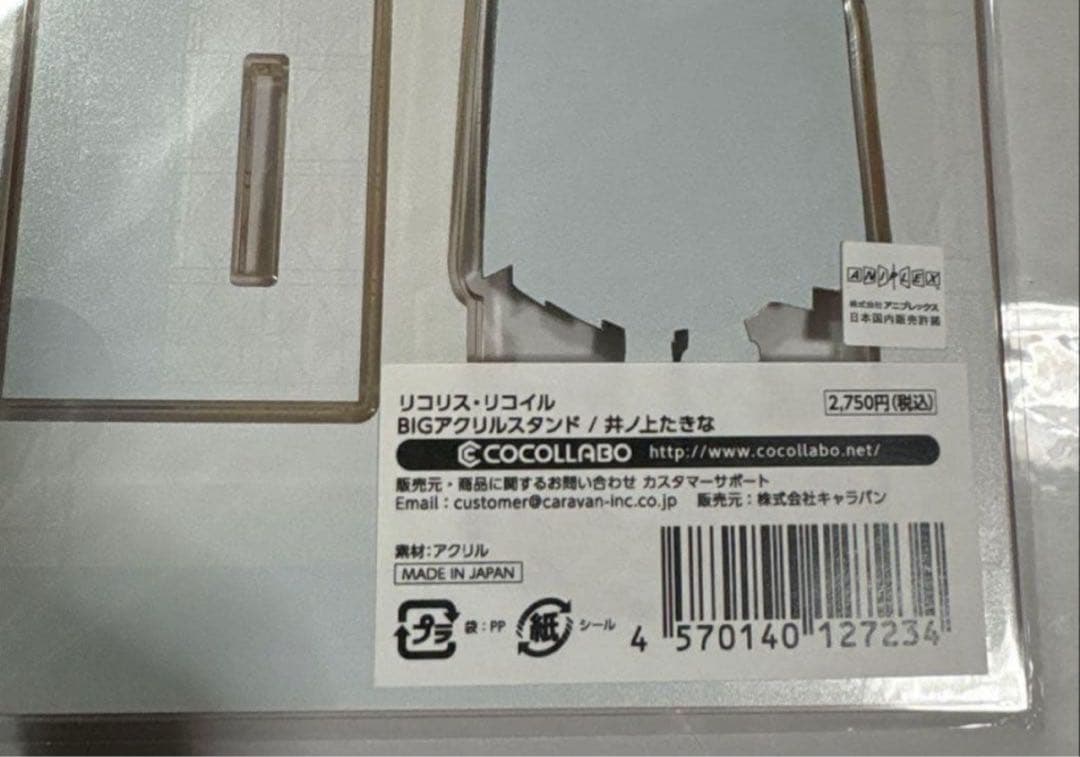 ANIPLEX
株式会社アニプレックス
日本国内販売許諾
リコリス・リコイル
2,750円(税込)
BIGアクリルスタンド / 井ノ上たきな
COCOLLABO http://www.cocollabo.net/
販売元・商品に関するお問い合わせ カスタマーサポート
Email：customer@caravan-inc.co.jp 販売元：株式会社キャラバン
素材：アクリル
MADE IN JAPAN
プラ 袋：PP 紙 シール
4 570140 127234